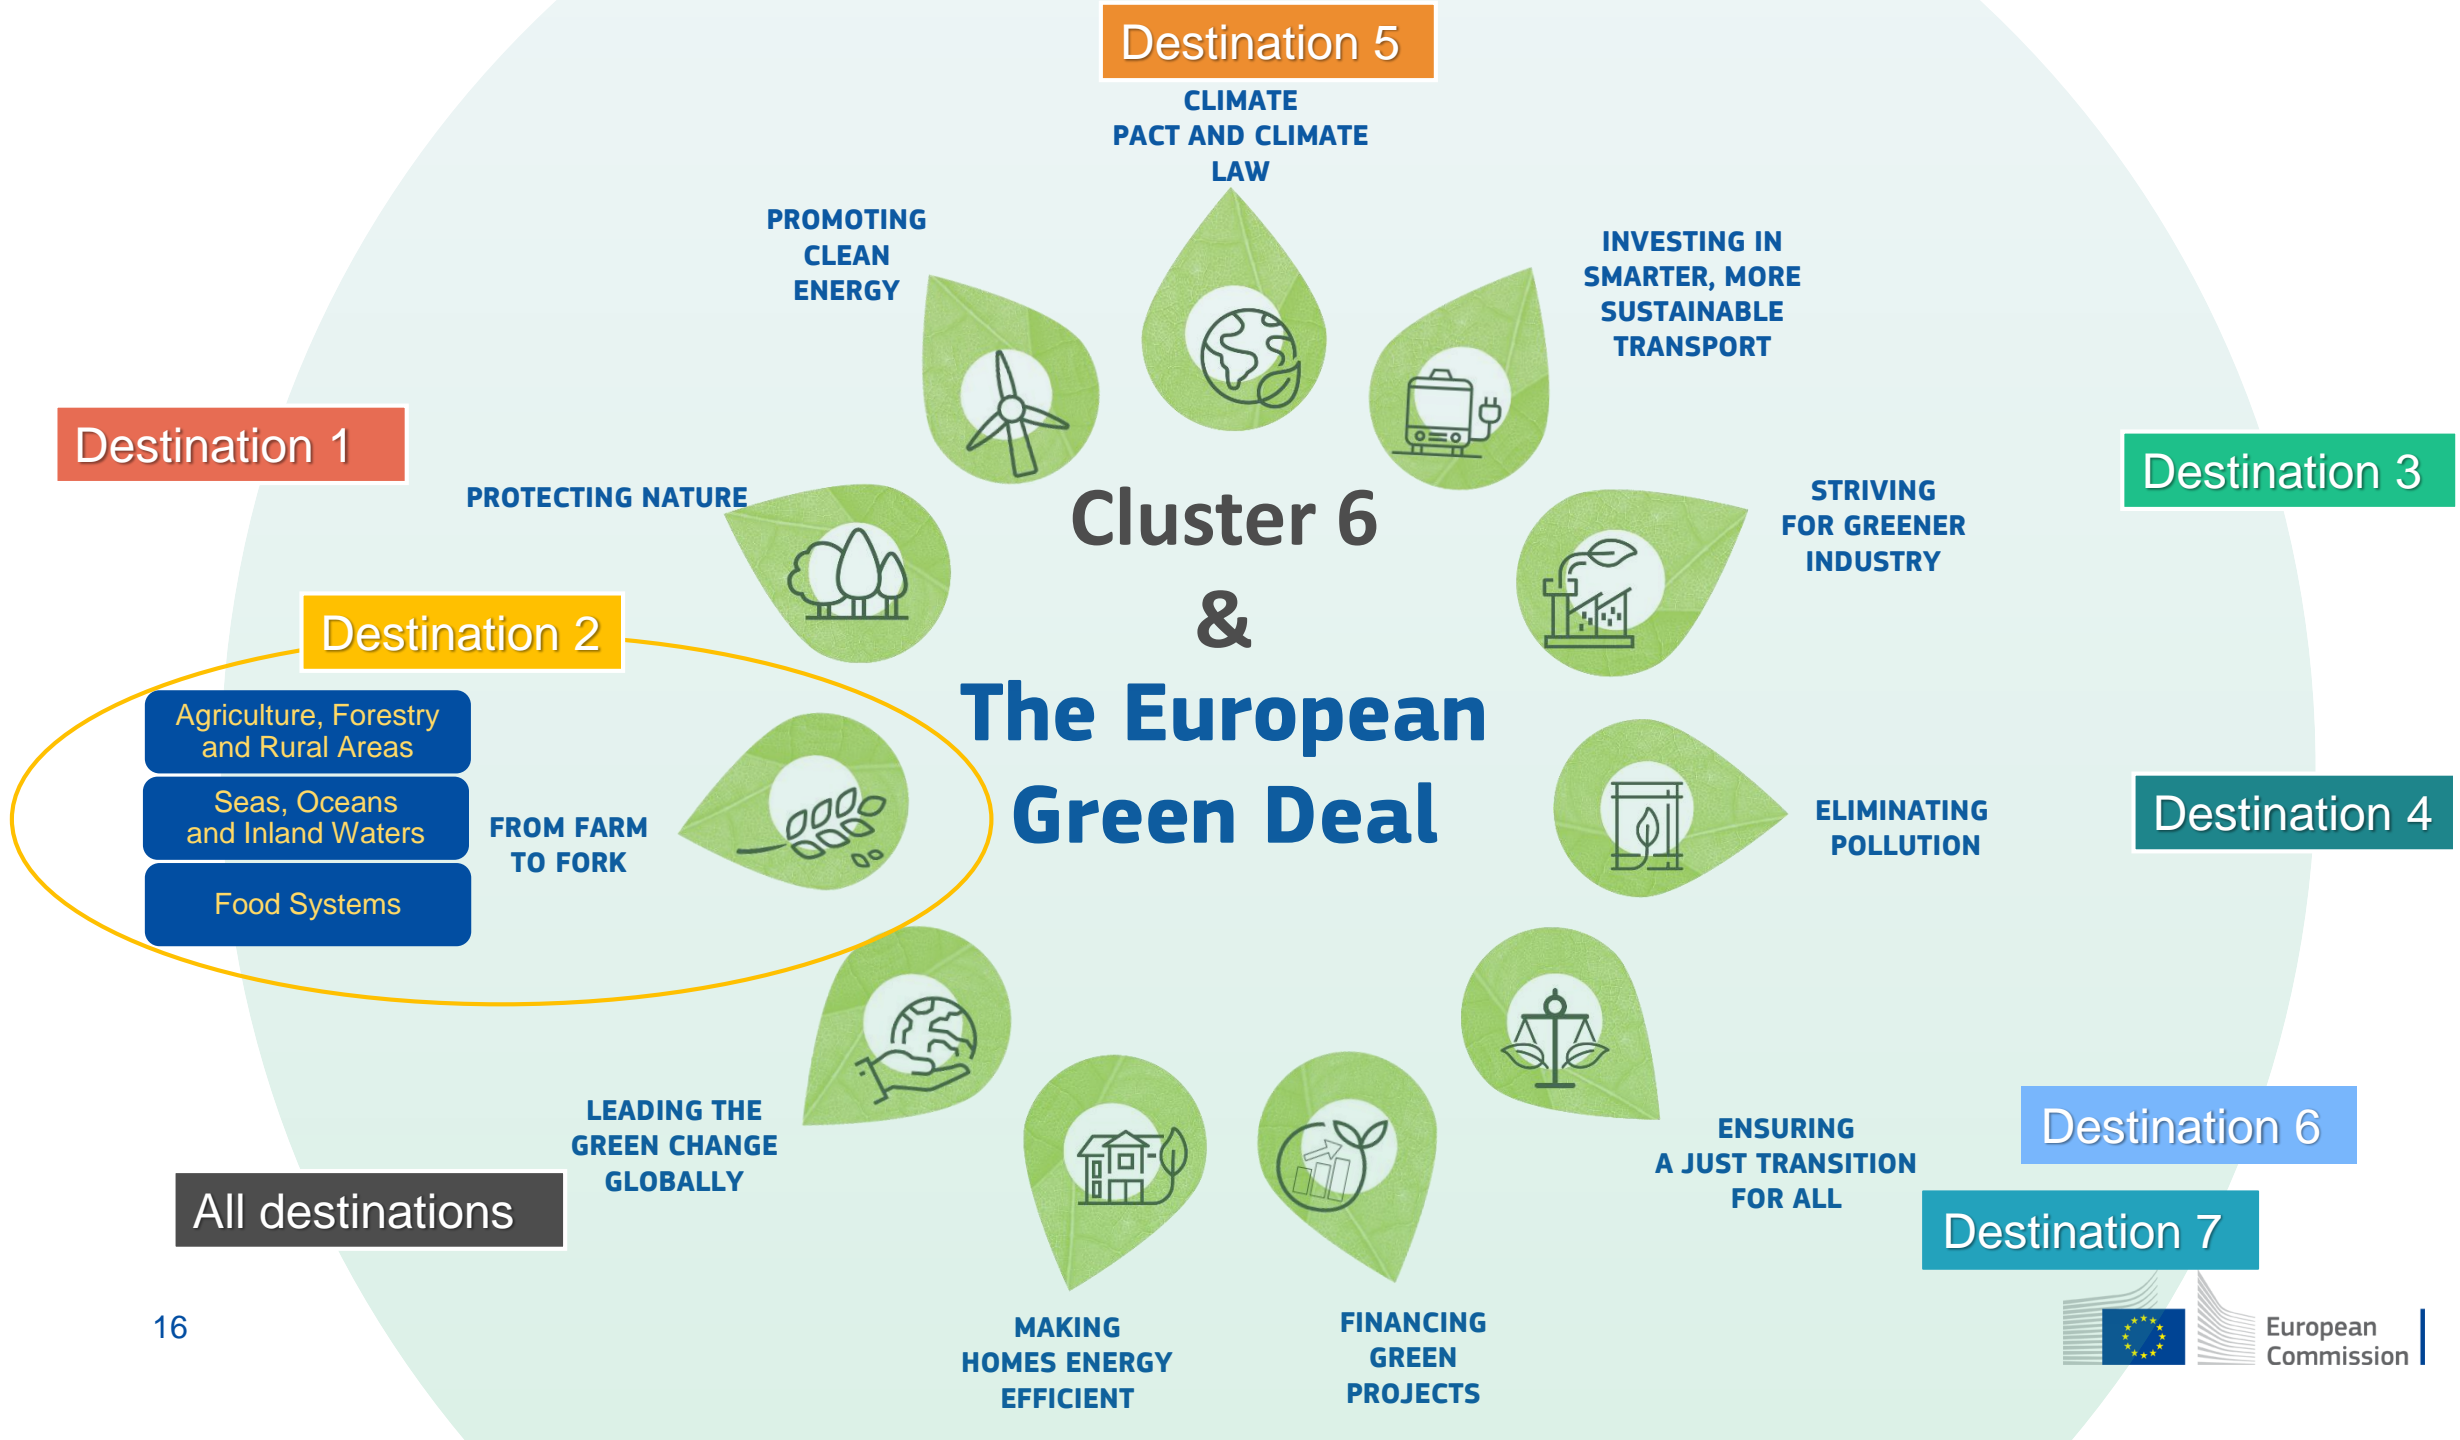 Destination 5
CLIMATE
PACT AND CLIMATE
LAW
PROMOTING
CLEAN
ENERGY
INVESTING IN
SMARTER, MORE
SUSTAINABLE
TRANSPORT
Destination 1
PROTECTING NATURE
Cluster 6
&
The European
Green Deal
STRIVING
FOR GREENER
INDUSTRY
Destination 3
Destination 2
Agriculture, Forestry
and Rural Areas
Seas, Oceans
and Inland Waters
Food Systems
FROM FARM
TO FORK
ELIMINATING
POLLUTION
Destination 4
LEADING THE
GREEN CHANGE
GLOBALLY
All destinations
ENSURING
A JUST TRANSITION
FOR ALL
Destination 6
Destination 7
MAKING
HOMES ENERGY
EFFICIENT
FINANCING
GREEN
PROJECTS
16
European
Commission